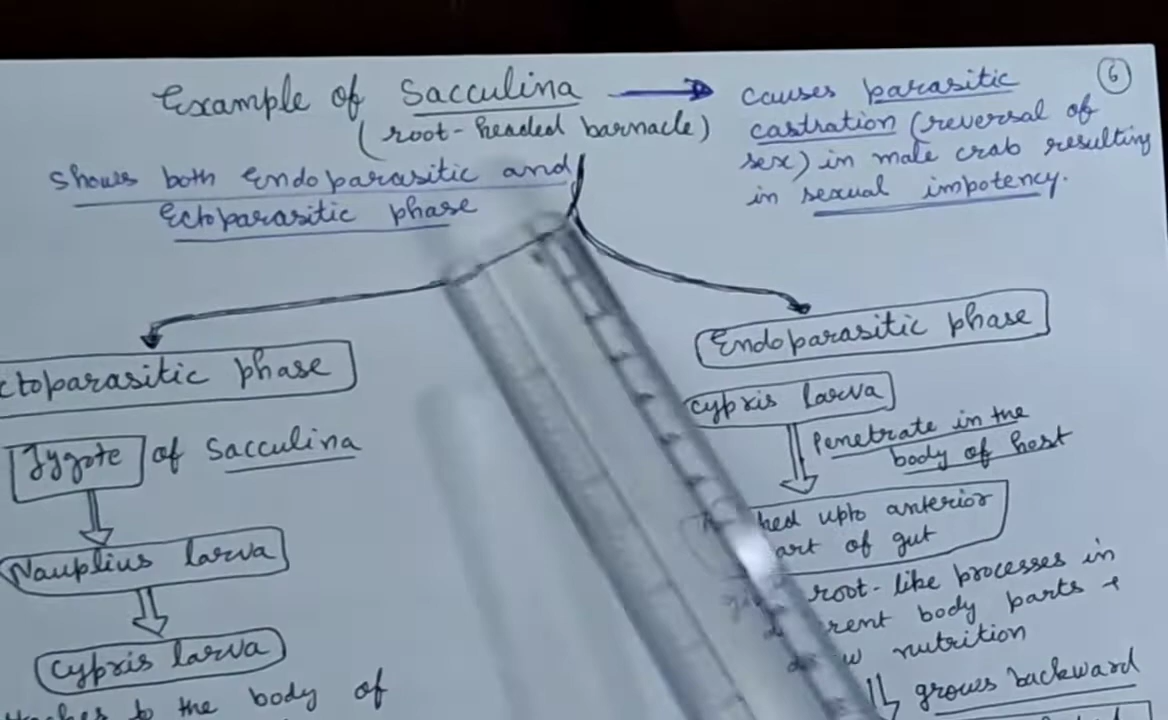 Example of Sacculina → causes parasitic 6
(root-headed barnacle) castration (reversal of
sex) in male crab resulting
in sexual impotency.
shows both Endoparasitic and
Ectoparasitic phase
ctoparasitic phase
Zygote of Sacculina
Nauplius larva
Cypris larva
to the body of
Endoparasitic phase
cypris larva
Penetrate in the
body of host
hed upto anterior
art of gut
root-like processes in
rent body parts +
w nutrition
grows backward